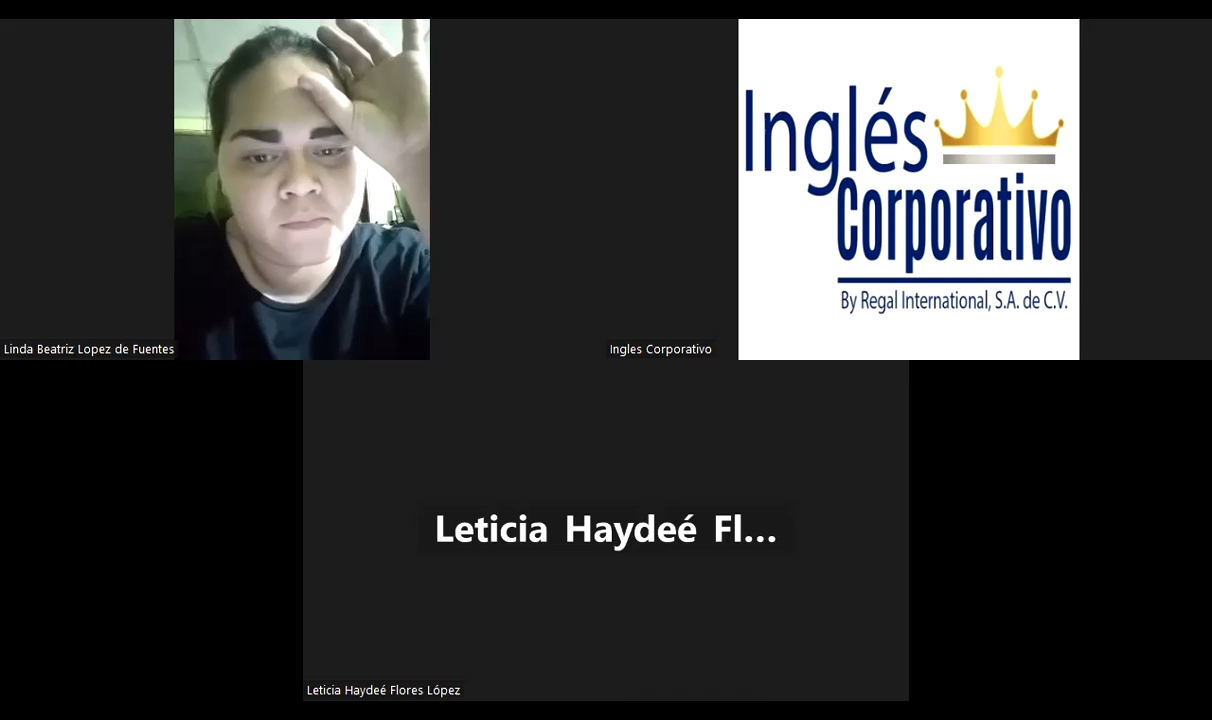 Inglés
Corporativo
By Regal International, S.A. de C.V.
Linda Beatriz Lopez de Fuentes
Ingles Corporativo
Leticia Haydeé Fl...
Leticia Haydeé Flores López